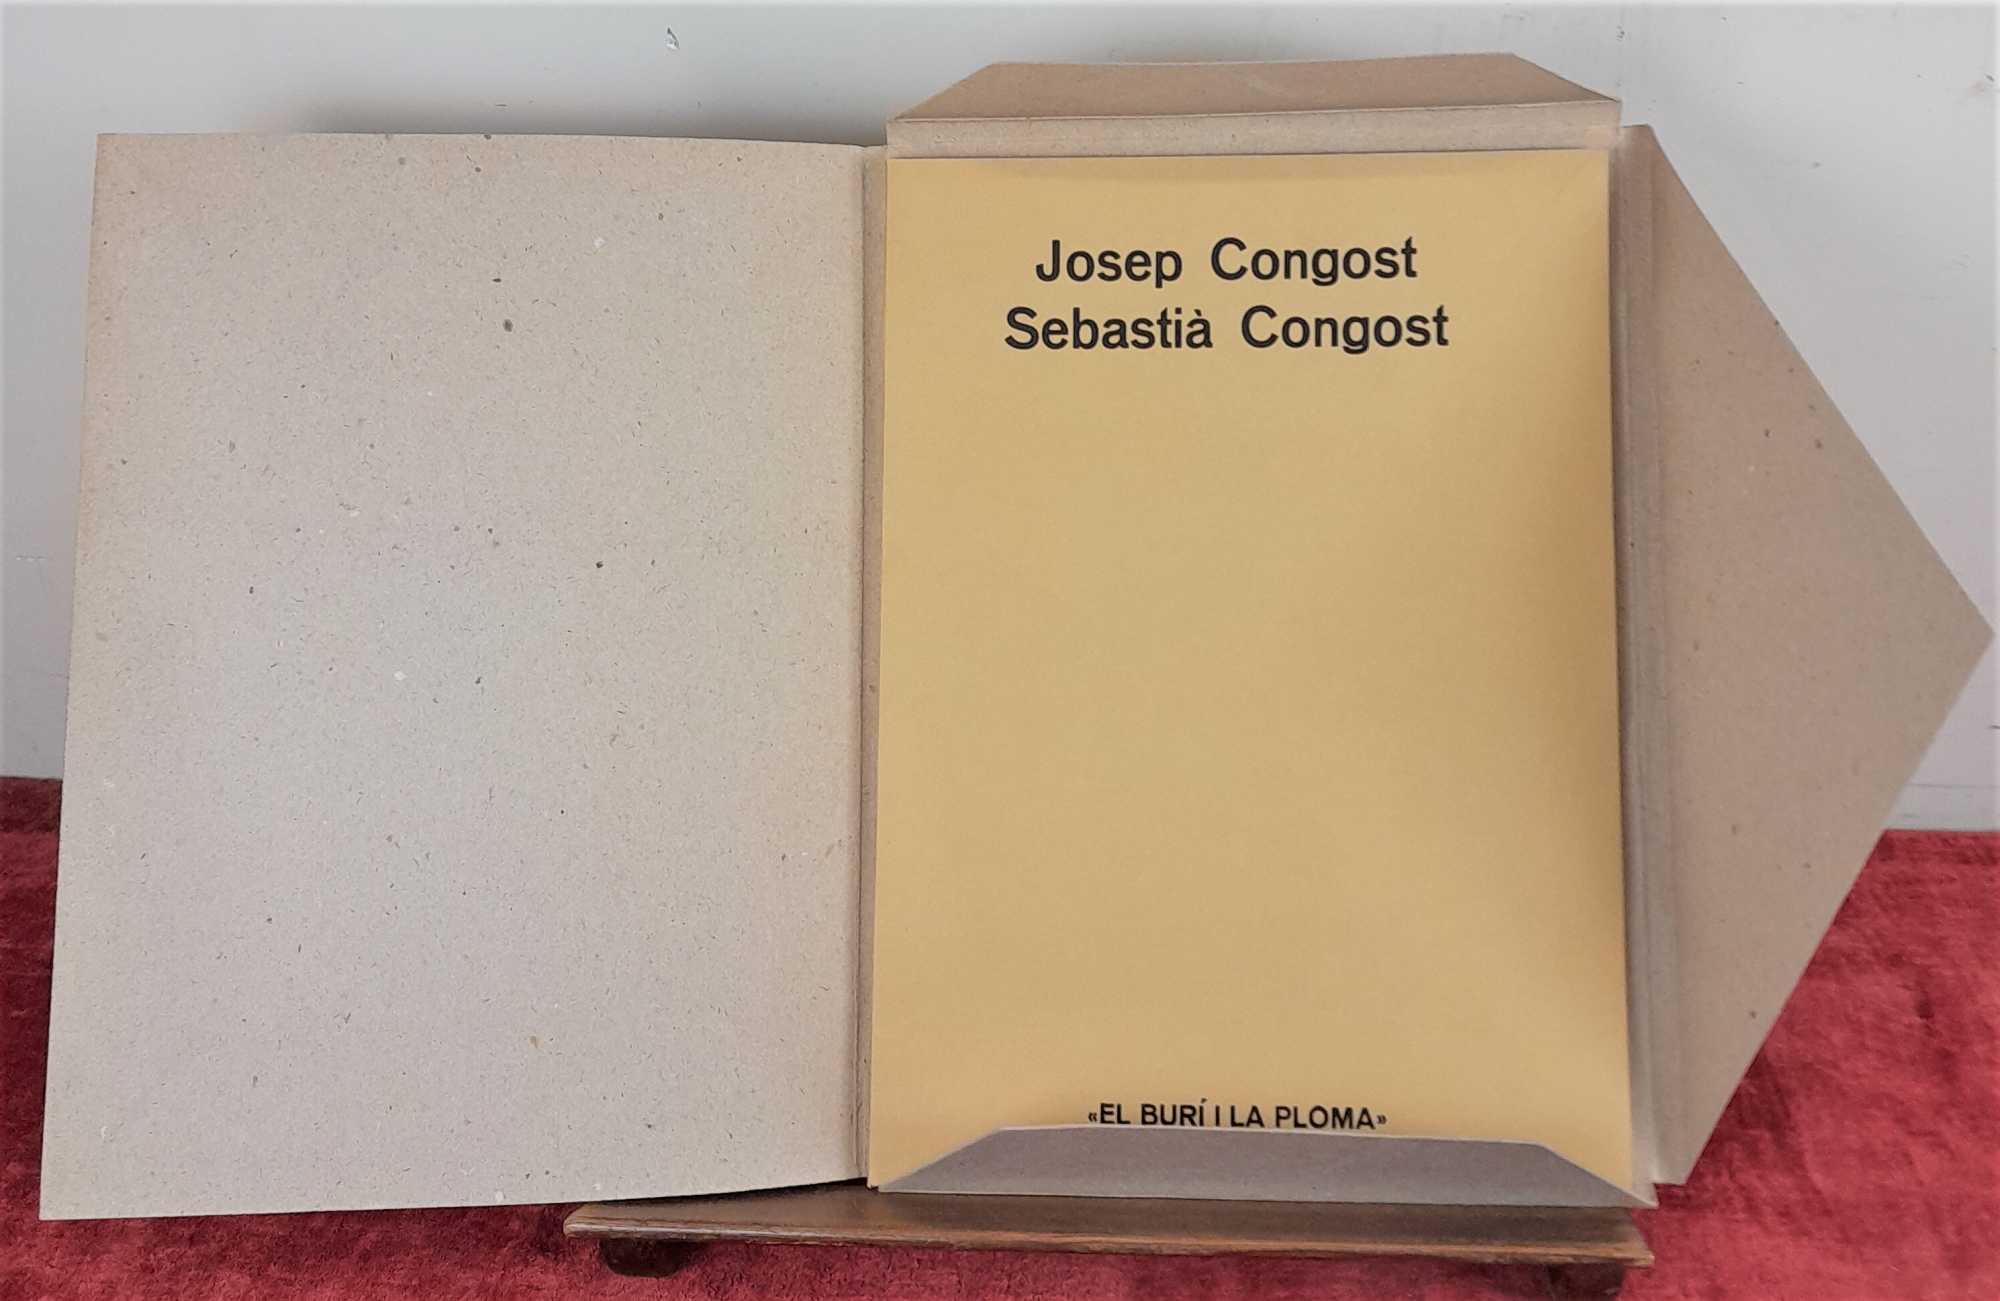 Josep Congost
Sebastià Congost
«EL BURÍ I LA PLOMA»